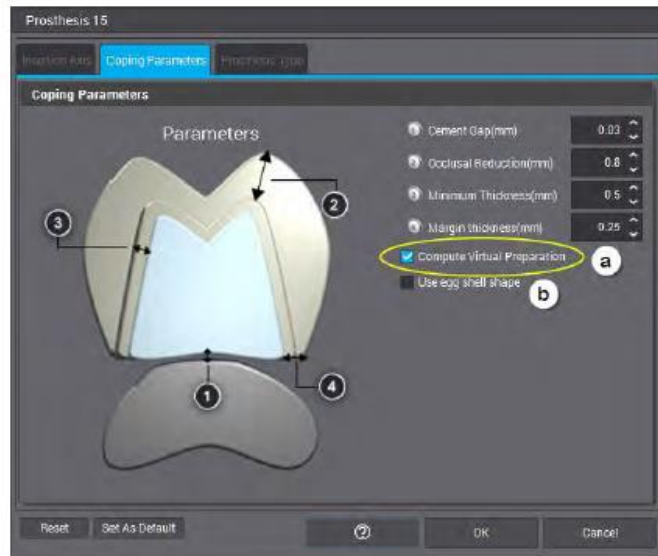 Prosthesis 15
Insertion Axis Coping Parameters Prosthesis Type
Coping Parameters
Parameters
Cement Gap(mm) 0.03
Occlusal Reduction(mm) 0.8
Minimum Thickness(mm) 0.5
Margin thickness(mm) 0.25
Compute Virtual Preparation a
Use egg shell shape b
2
3
1
4
Reset Set As Default ? OK Cancel